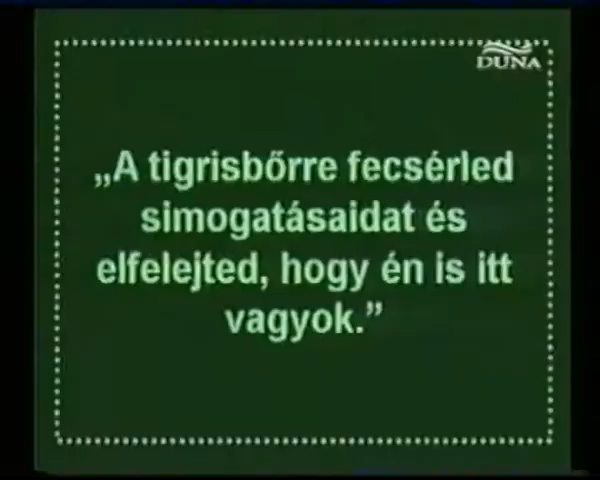 DUNA
„A tigrisbőrre fecsérled
simogatásaidat és
elfelejted, hogy én is itt
vagyok.”